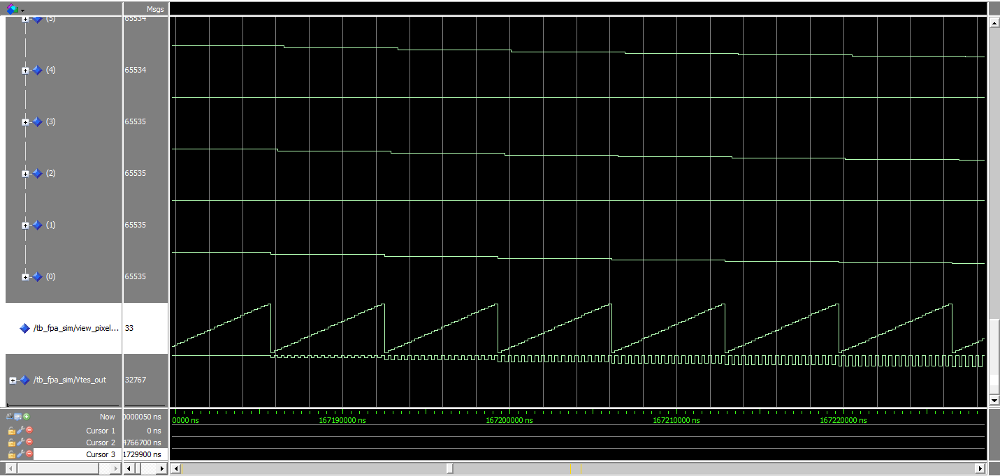 Msgs
(5) 65534
(4) 65534
(3) 65535
(2) 65535
(1) 65535
(0) 65535
/tb_fpa_sim/view_pixel... 33
/tb_fpa_sim/Vtes_out 32767
Now 0000050 ns
0000 ns 167190000 ns 167200000 ns 167210000 ns 167220000 ns
Cursor 1 0 ns
Cursor 2 4766700 ns
Cursor 3 1729900 ns